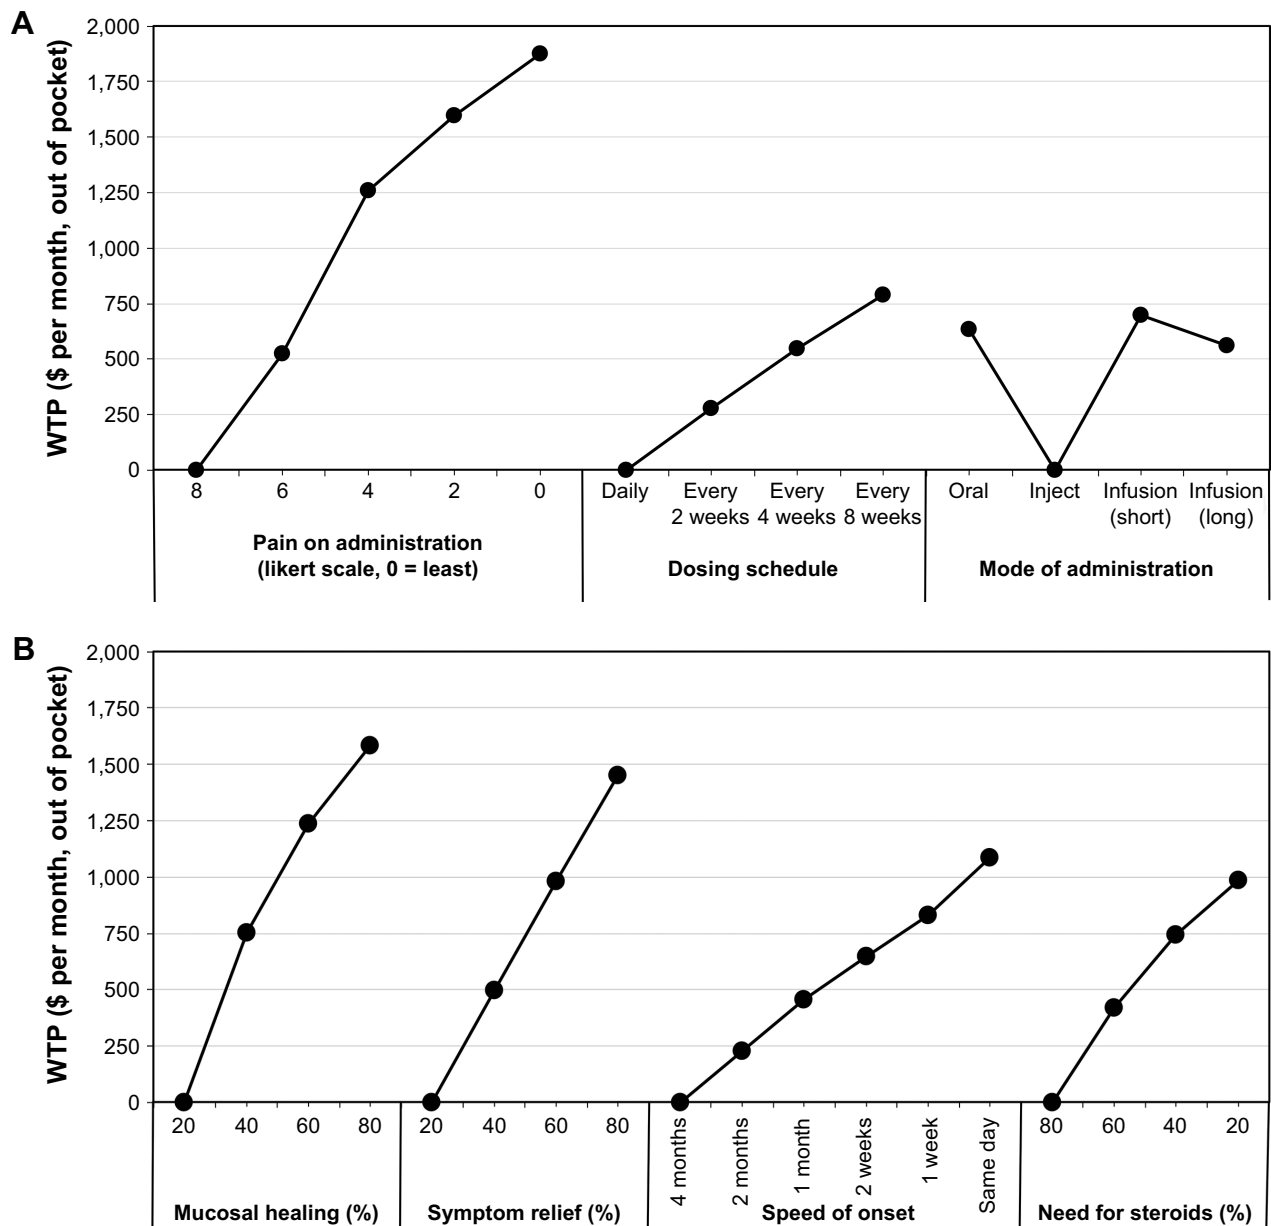 A
WTP ($ per month, out of pocket)
2,000
1,750
1,500
1,250
1,000
750
500
250
0
8 6 4 2 0 Daily Every Every Every Oral Inject Infusion Infusion
2 weeks 4 weeks 8 weeks (short) (long)
Pain on administration
(likert scale, 0 = least) Dosing schedule Mode of administration
B
WTP ($ per month, out of pocket)
2,000
1,750
1,500
1,250
1,000
750
500
250
0
20 40 60 80 20 40 60 80 4 months 2 months 1 month 2 weeks 1 week Same day 80 60 40 20
Mucosal healing (%) Symptom relief (%) Speed of onset Need for steroids (%)